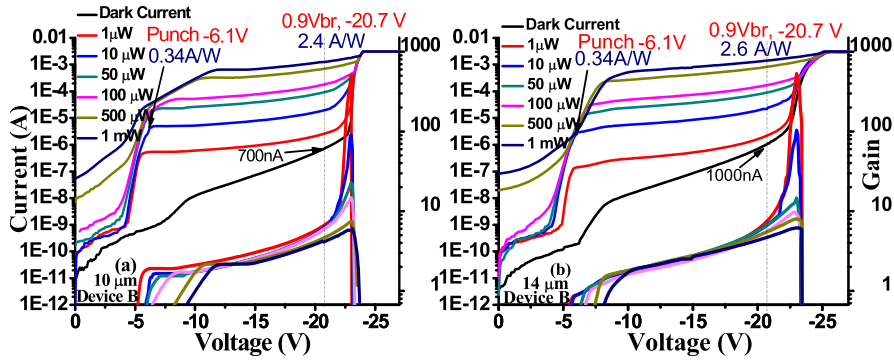 Dark Current
1µW
10 µW
50 µW
100 µW
500 µW
1 mW
0.9Vbr, -20.7 V
Punch -6.1V
2.4 A/W
0.34A/W
700nA
(a)
10 µm
Device B
0.01
1E-3
1E-4
1E-5
1E-6
1E-7
1E-8
1E-9
1E-10
1E-11
1E-12
Current (A)
1000
100
10
1
0 -5 -10 -15 -20 -25
Voltage (V)
Dark Current
1µW
10 µW
50 µW
100 µW
500 µW
1 mW
0.9Vbr, -20.7 V
Punch -6.1V
2.6 A/W
0.34A/W
1000nA
(b)
14 µm
Device B
0.01
1E-3
1E-4
1E-5
1E-6
1E-7
1E-8
1E-9
1E-10
1E-11
1E-12
1000
100
10
1
Gain
0 -5 -10 -15 -20 -25
Voltage (V)